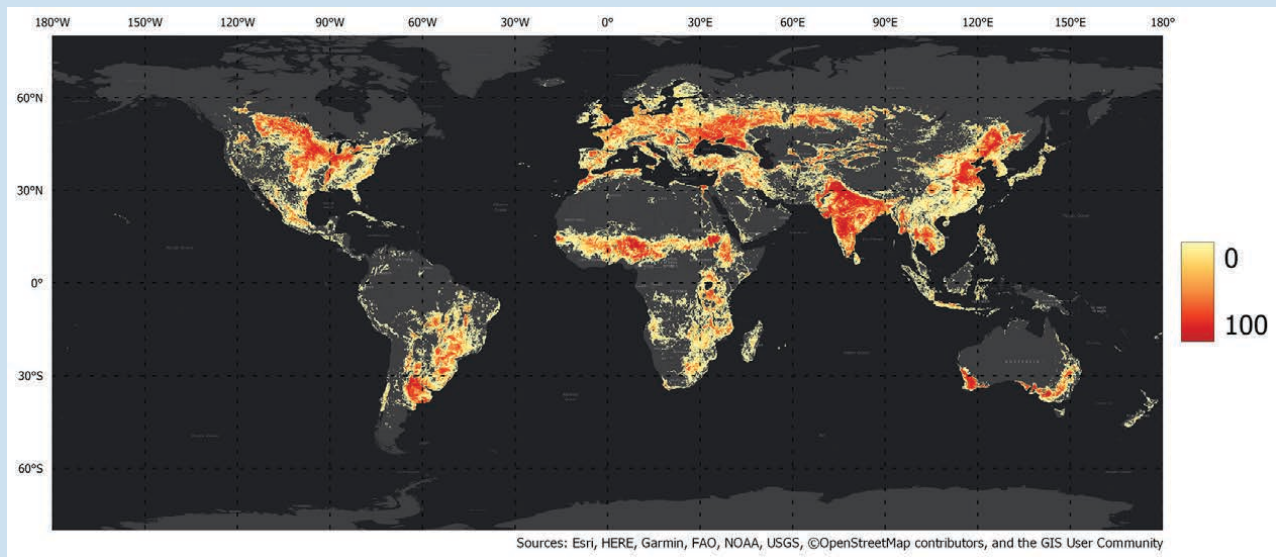 180°W 150°W 120°W 90°W 60°W 30°W 0° 30°E 60°E 90°E 120°E 150°E 180°
60°N
30°N
0°
30°S
60°S
0
100
AUSTRALIA
Sources: Esri, HERE, Garmin, FAO, NOAA, USGS, ©OpenStreetMap contributors, and the GIS User Community